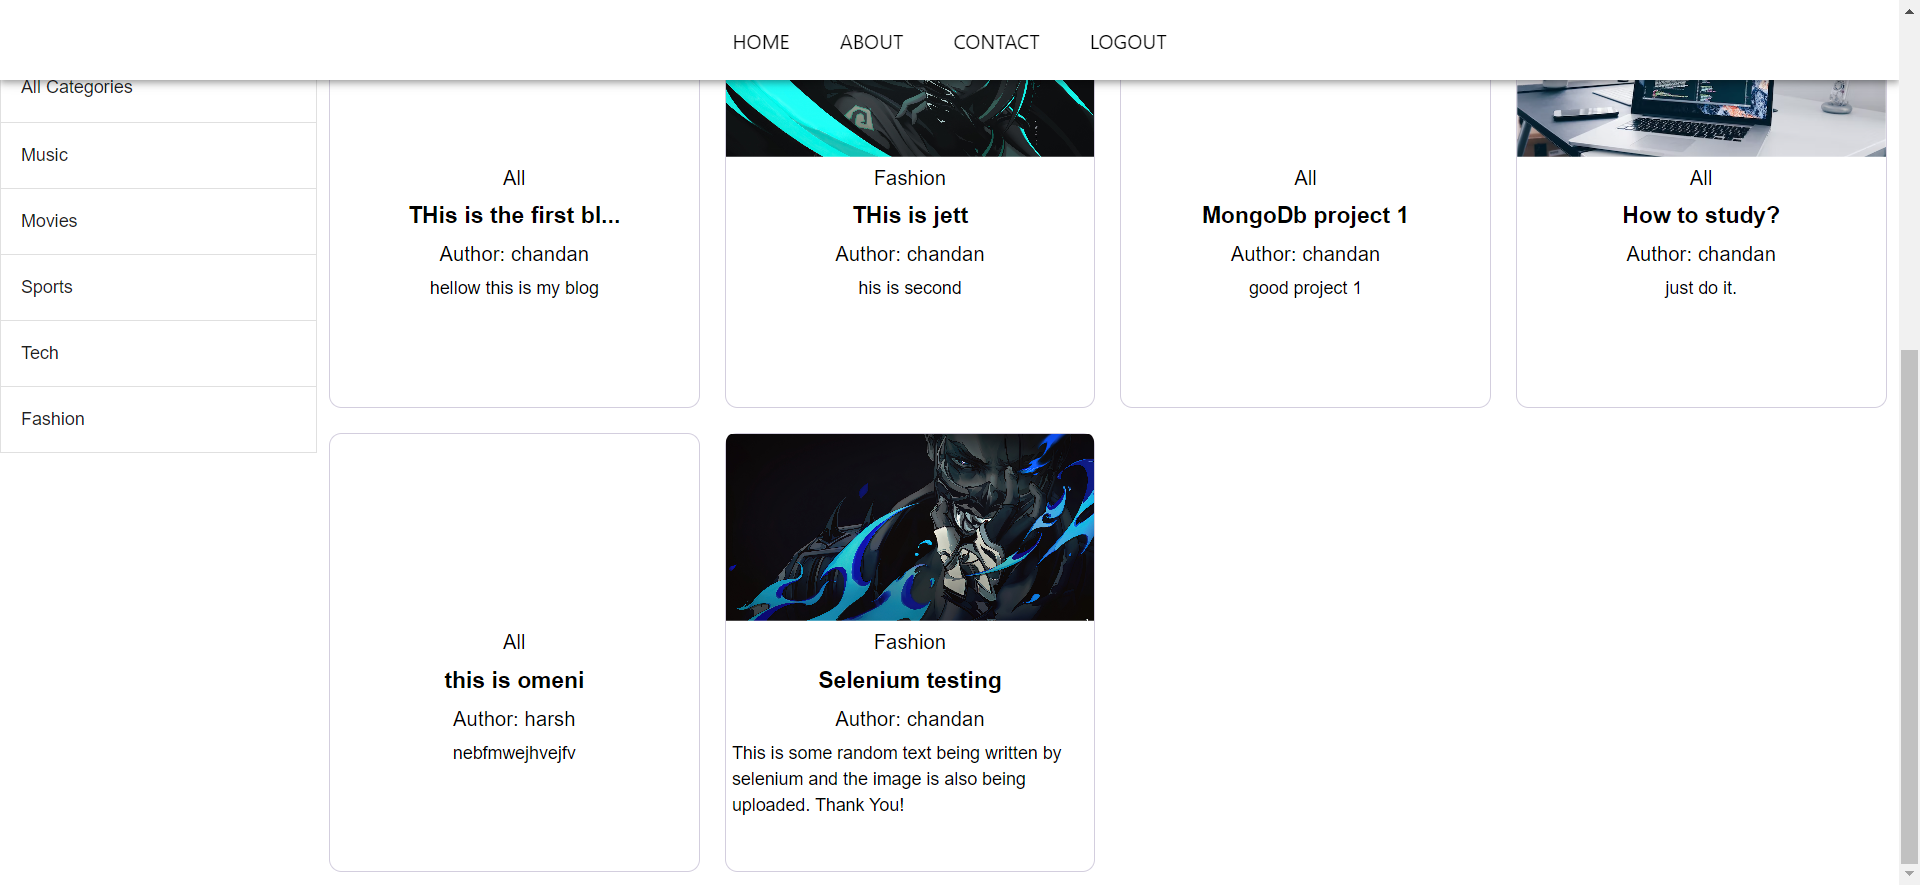 HOME ABOUT CONTACT LOGOUT
All Categories
Music
Movies
Sports
Tech
Fashion
All
THis is the first bl...
Author: chandan
hellow this is my blog
Fashion
THis is jett
Author: chandan
his is second
All
MongoDb project 1
Author: chandan
good project 1
All
How to study?
Author: chandan
just do it.
All
this is omeni
Author: harsh
nebfmwejhvejfv
Fashion
Selenium testing
Author: chandan
This is some random text being written by
selenium and the image is also being
uploaded. Thank You!